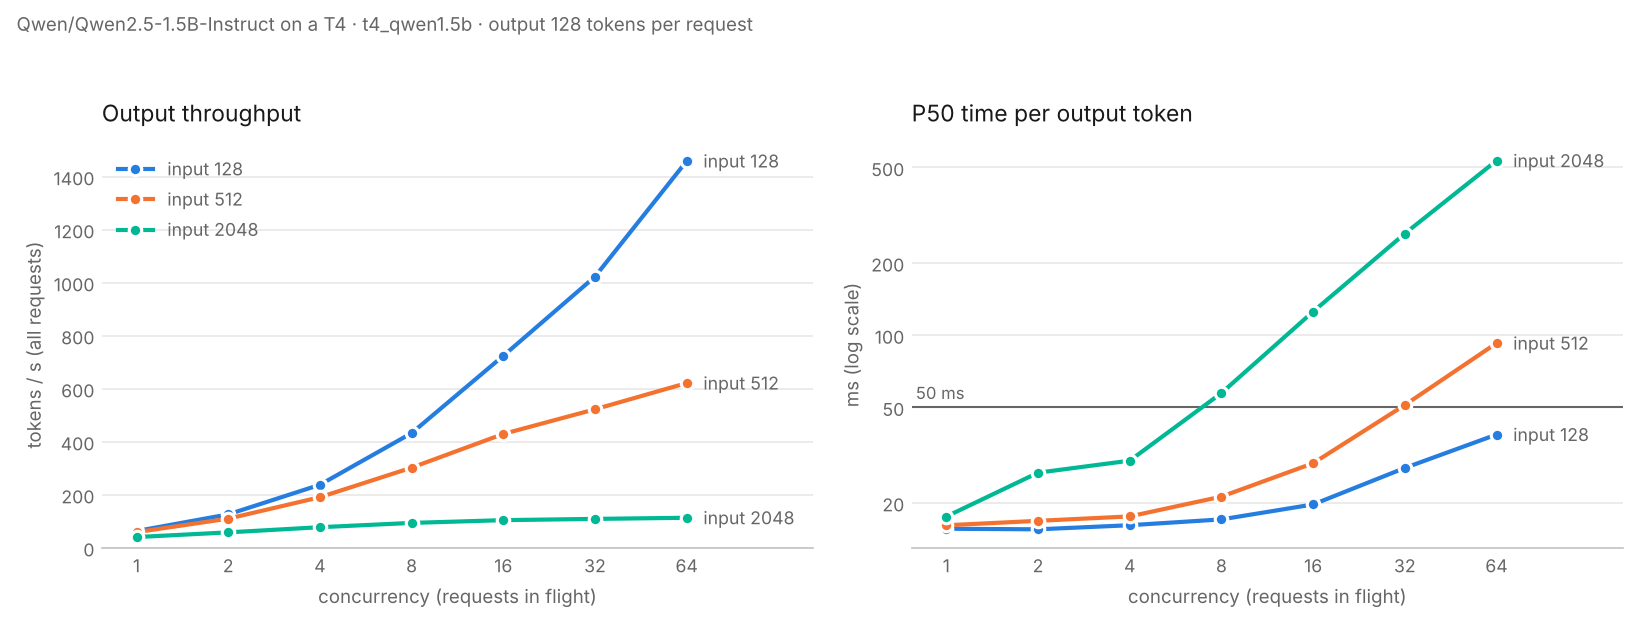 Qwen/Qwen2.5-1.5B-Instruct on a T4 · t4_qwen1.5b · output 128 tokens per request
Output throughput
input 128
input 512
input 2048
1400
1200
1000
800
600
400
200
0
tokens / s (all requests)
input 128
input 512
input 2048
1
2
4
8
16
32
64
concurrency (requests in flight)
P50 time per output token
500
200
100
50
20
ms (log scale)
50 ms
input 2048
input 512
input 128
1
2
4
8
16
32
64
concurrency (requests in flight)